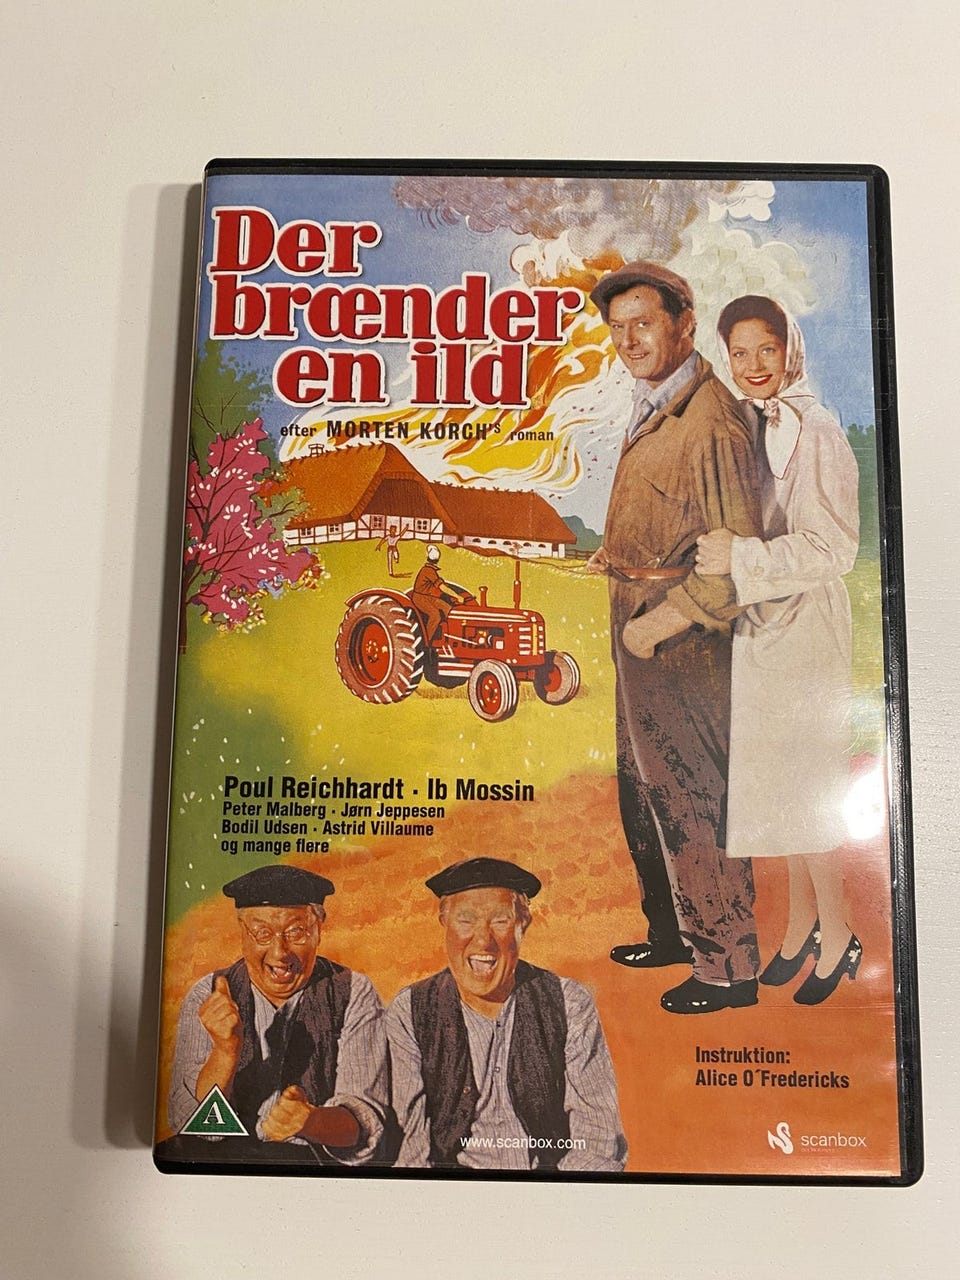 Der
brænder
en ild
efter MORTEN KORCH's roman
Poul Reichhardt · Ib Mossin
Peter Malberg · Jørn Jeppesen
Bodil Udsen · Astrid Villaume
og mange flere
Instruktion:
Alice O´Fredericks
A
www.scanbox.com
scanbox